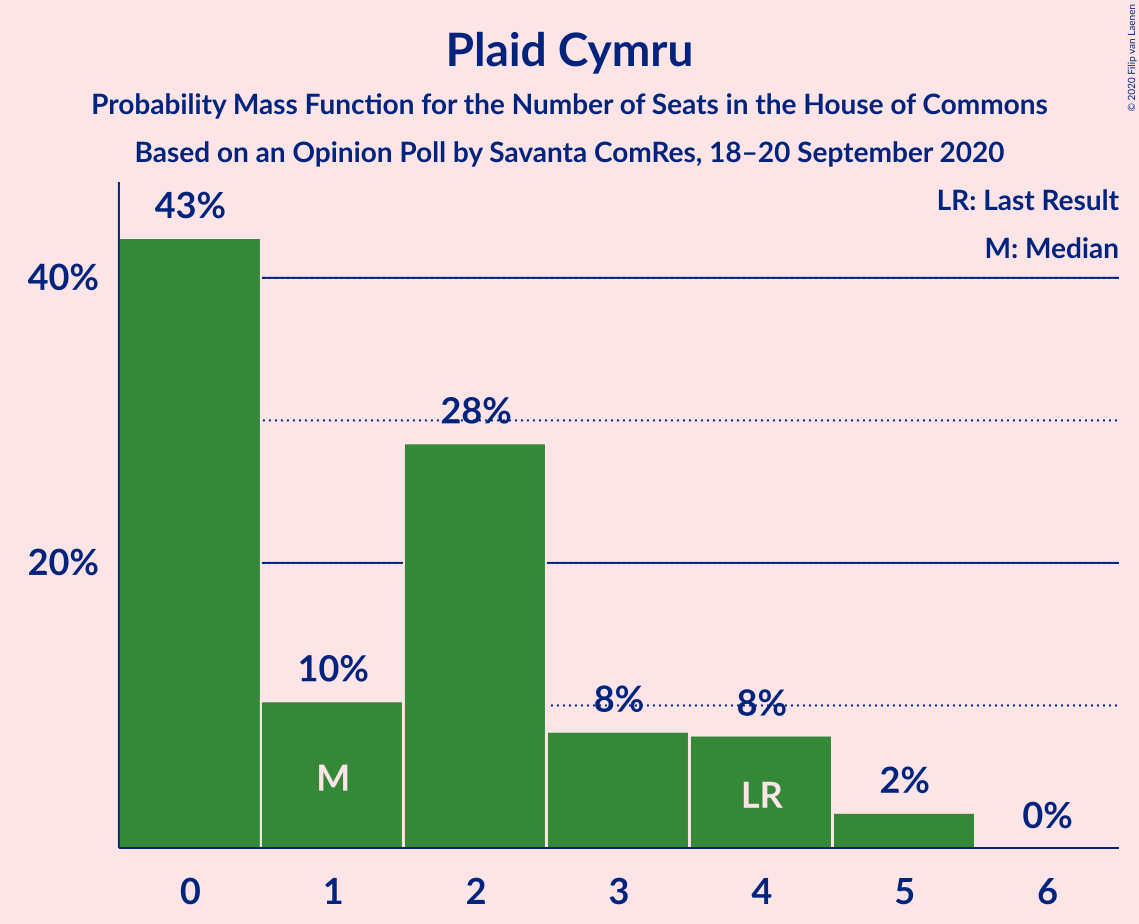 Plaid Cymru
Probability Mass Function for the Number of Seats in the House of Commons
Based on an Opinion Poll by Savanta ComRes, 18–20 September 2020
© 2020 Filip van Laenen
LR: Last Result
M: Median
43%
40%
28%
20%
10%
8%
8%
M
LR
2%
0%
0
1
2
3
4
5
6